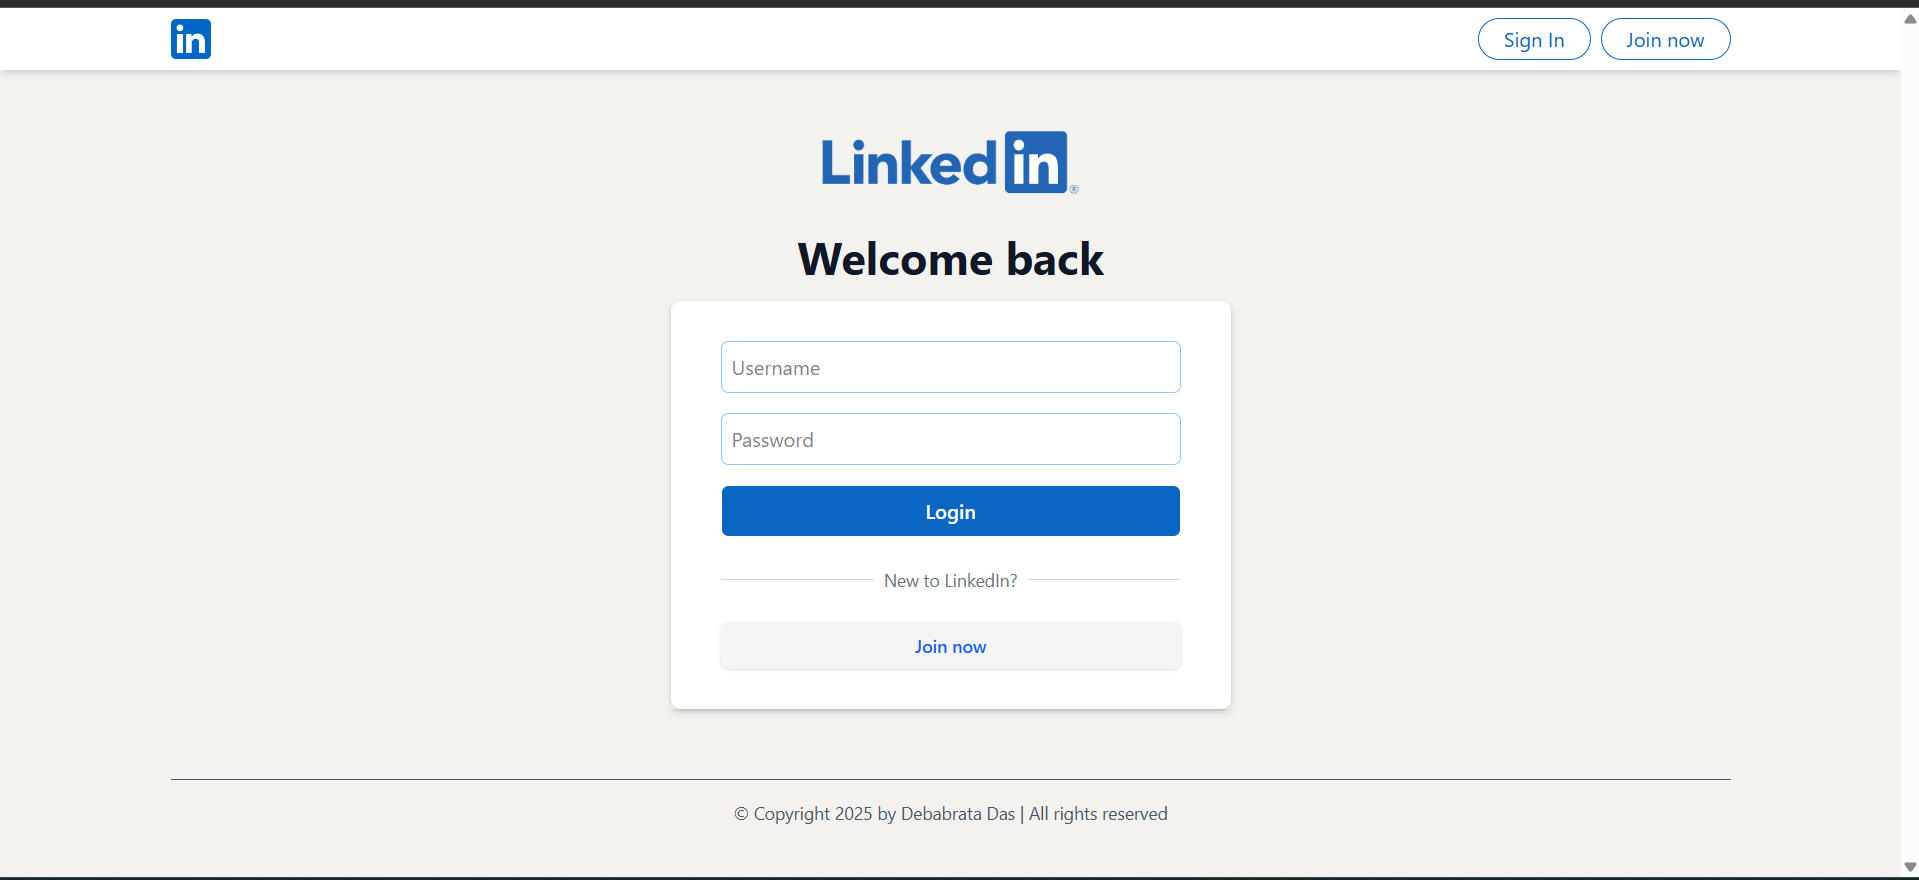 in
Sign In
Join now
Linkedin®
Welcome back
Username
Password
Login
New to LinkedIn?
Join now
© Copyright 2025 by Debabrata Das | All rights reserved